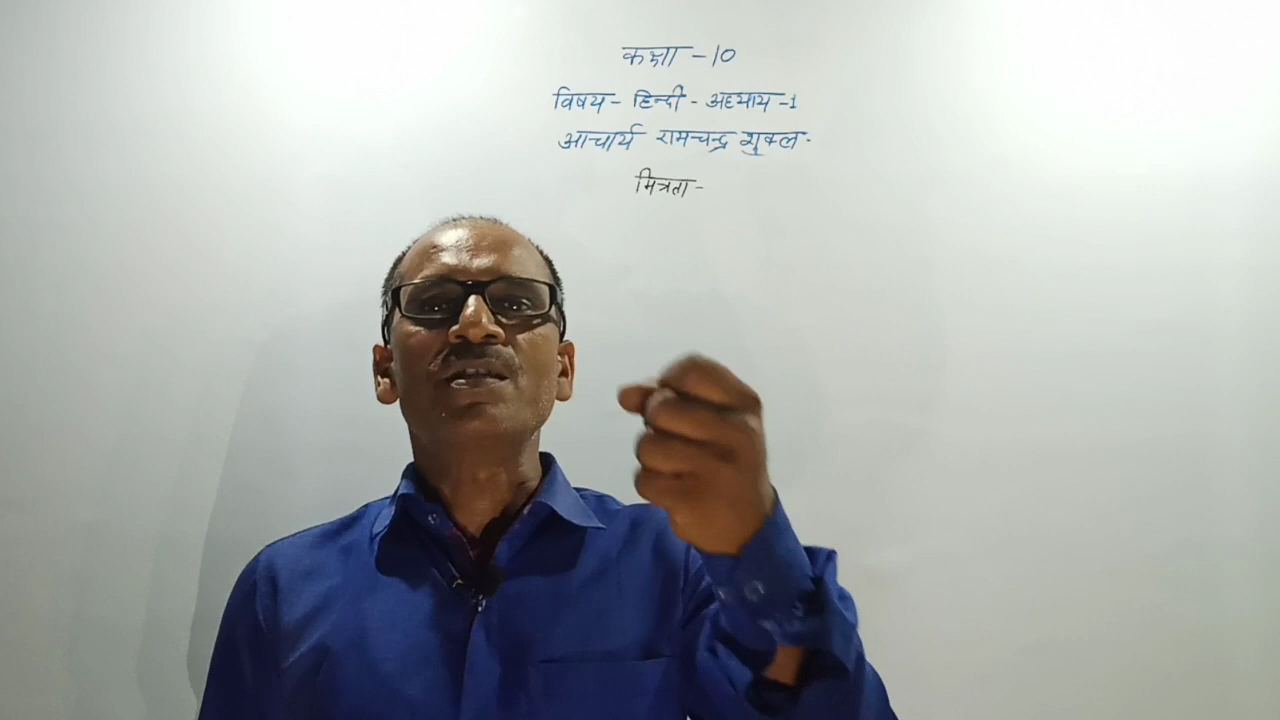 कक्षा -10
विषय - हिन्दी - अध्याय -1
आचार्य रामचन्द्र शुक्ल -
मित्रता -